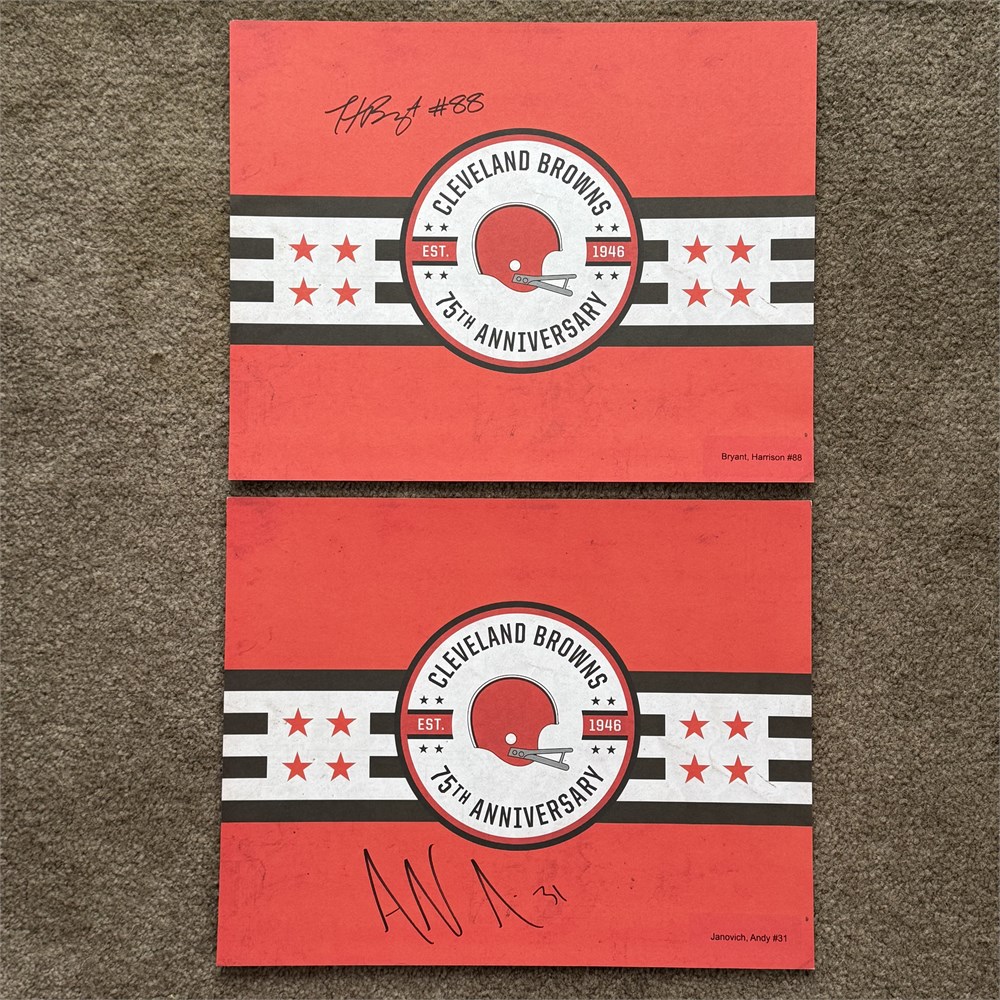 HBryant #88
CLEVELAND BROWNS
EST. 1946
75TH ANNIVERSARY
Bryant, Harrison #88
CLEVELAND BROWNS
EST. 1946
75TH ANNIVERSARY
31
Janovich, Andy #31